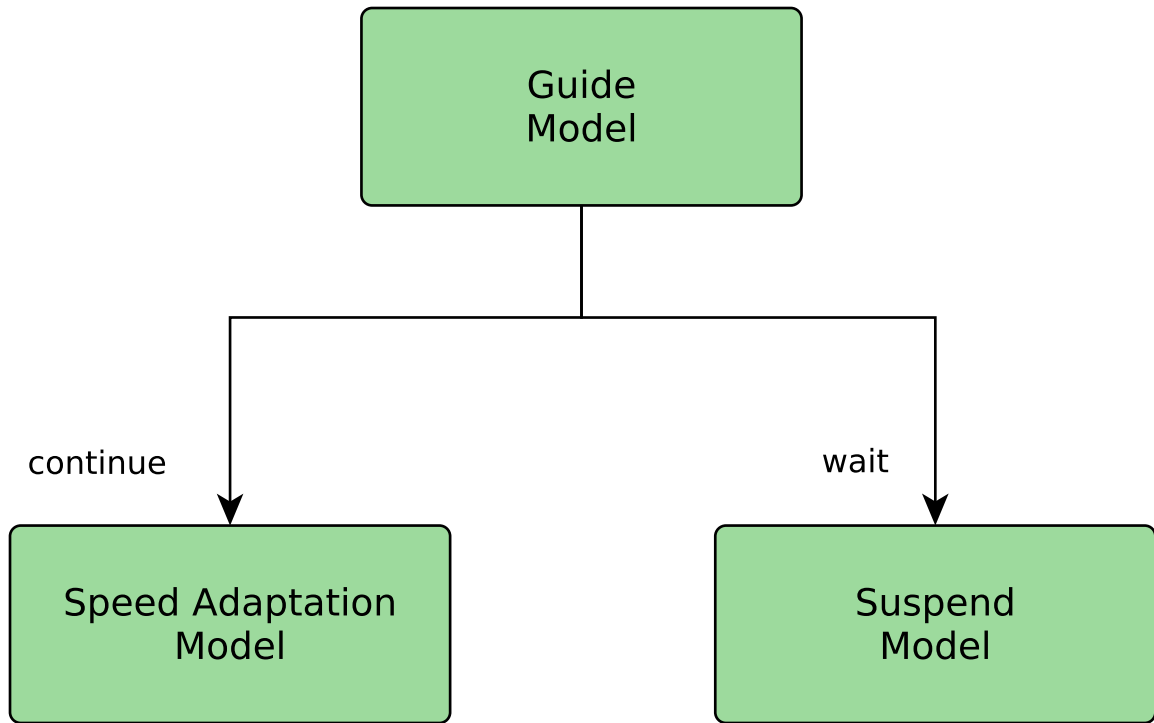 Guide
Model
continue
wait
Speed Adaptation
Model
Suspend
Model